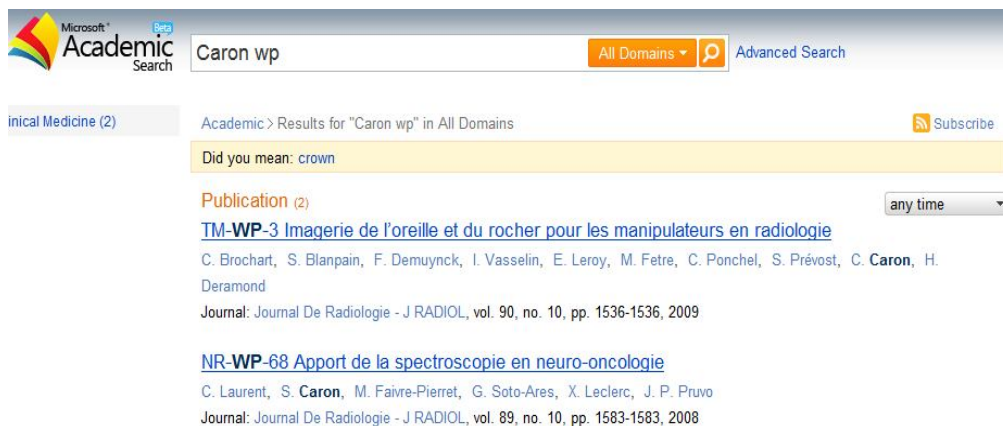 Microsoft® Beta
Academic
Search
Caron wp
All Domains
Advanced Search
inical Medicine (2)
Academic > Results for "Caron wp" in All Domains
Subscribe
Did you mean: crown
Publication (2)
any time
TM-WP-3 Imagerie de l'oreille et du rocher pour les manipulateurs en radiologie
C. Brochart, S. Blanpain, F. Demuynck, I. Vasselin, E. Leroy, M. Fetre, C. Ponchel, S. Prévost, C. Caron, H.
Deramond
Journal: Journal De Radiologie - J RADIOL, vol. 90, no. 10, pp. 1536-1536, 2009
NR-WP-68 Apport de la spectroscopie en neuro-oncologie
C. Laurent, S. Caron, M. Faivre-Pierret, G. Soto-Ares, X. Leclerc, J. P. Pruvo
Journal: Journal De Radiologie - J RADIOL, vol. 89, no. 10, pp. 1583-1583, 2008